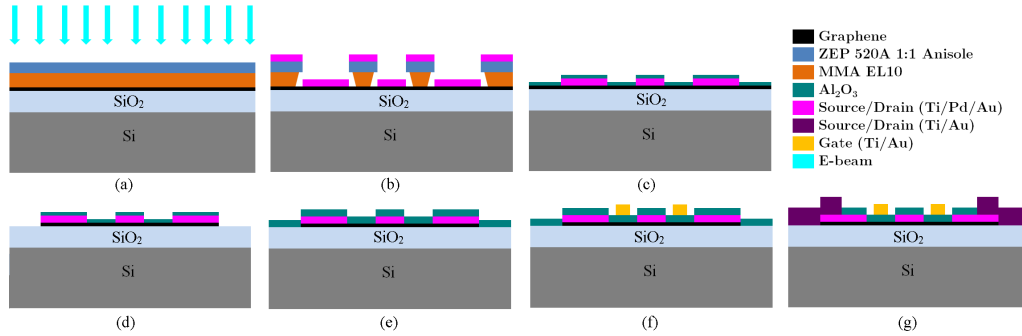 SiO₂
Si
(a)
SiO₂
Si
(b)
SiO₂
Si
(c)
Graphene
ZEP 520A 1:1 Anisole
MMA EL10
Al₂O₃
Source/Drain (Ti/Pd/Au)
Source/Drain (Ti/Au)
Gate (Ti/Au)
E-beam
SiO₂
Si
(d)
SiO₂
Si
(e)
SiO₂
Si
(f)
SiO₂
Si
(g)